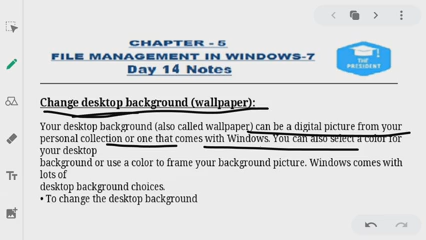 CHAPTER - 5
FILE MANAGEMENT IN WINDOWS-7
Day 14 Notes
THE
PRESIDENT
Change desktop background (wallpaper):
Your desktop background (also called wallpaper) can be a digital picture from your
personal collection or one that comes with Windows. You can also select a color for
your desktop
background or use a color to frame your background picture. Windows comes with
lots of
desktop background choices.
• To change the desktop background
Tт